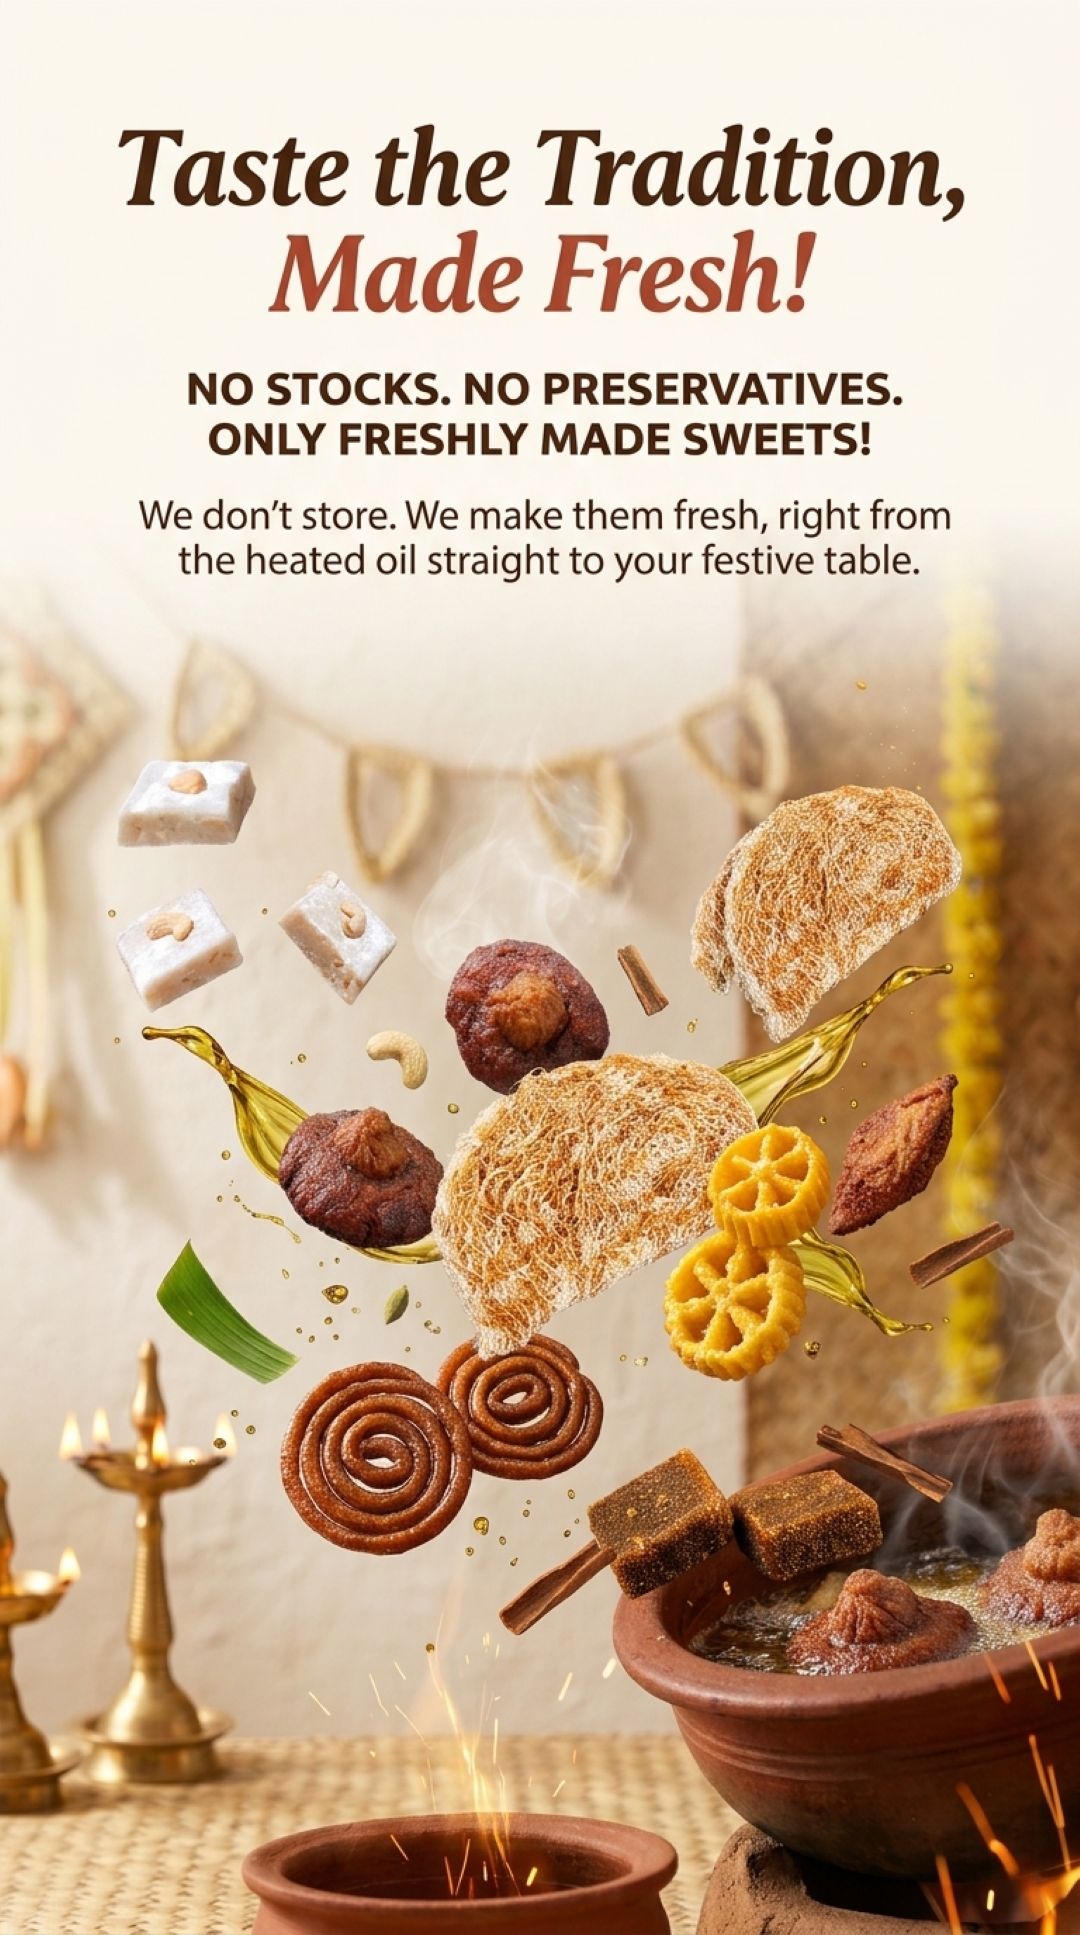 Taste the Tradition,
Made Fresh!
NO STOCKS. NO PRESERVATIVES.
ONLY FRESHLY MADE SWEETS!
We don't store. We make them fresh, right from
the heated oil straight to your festive table.